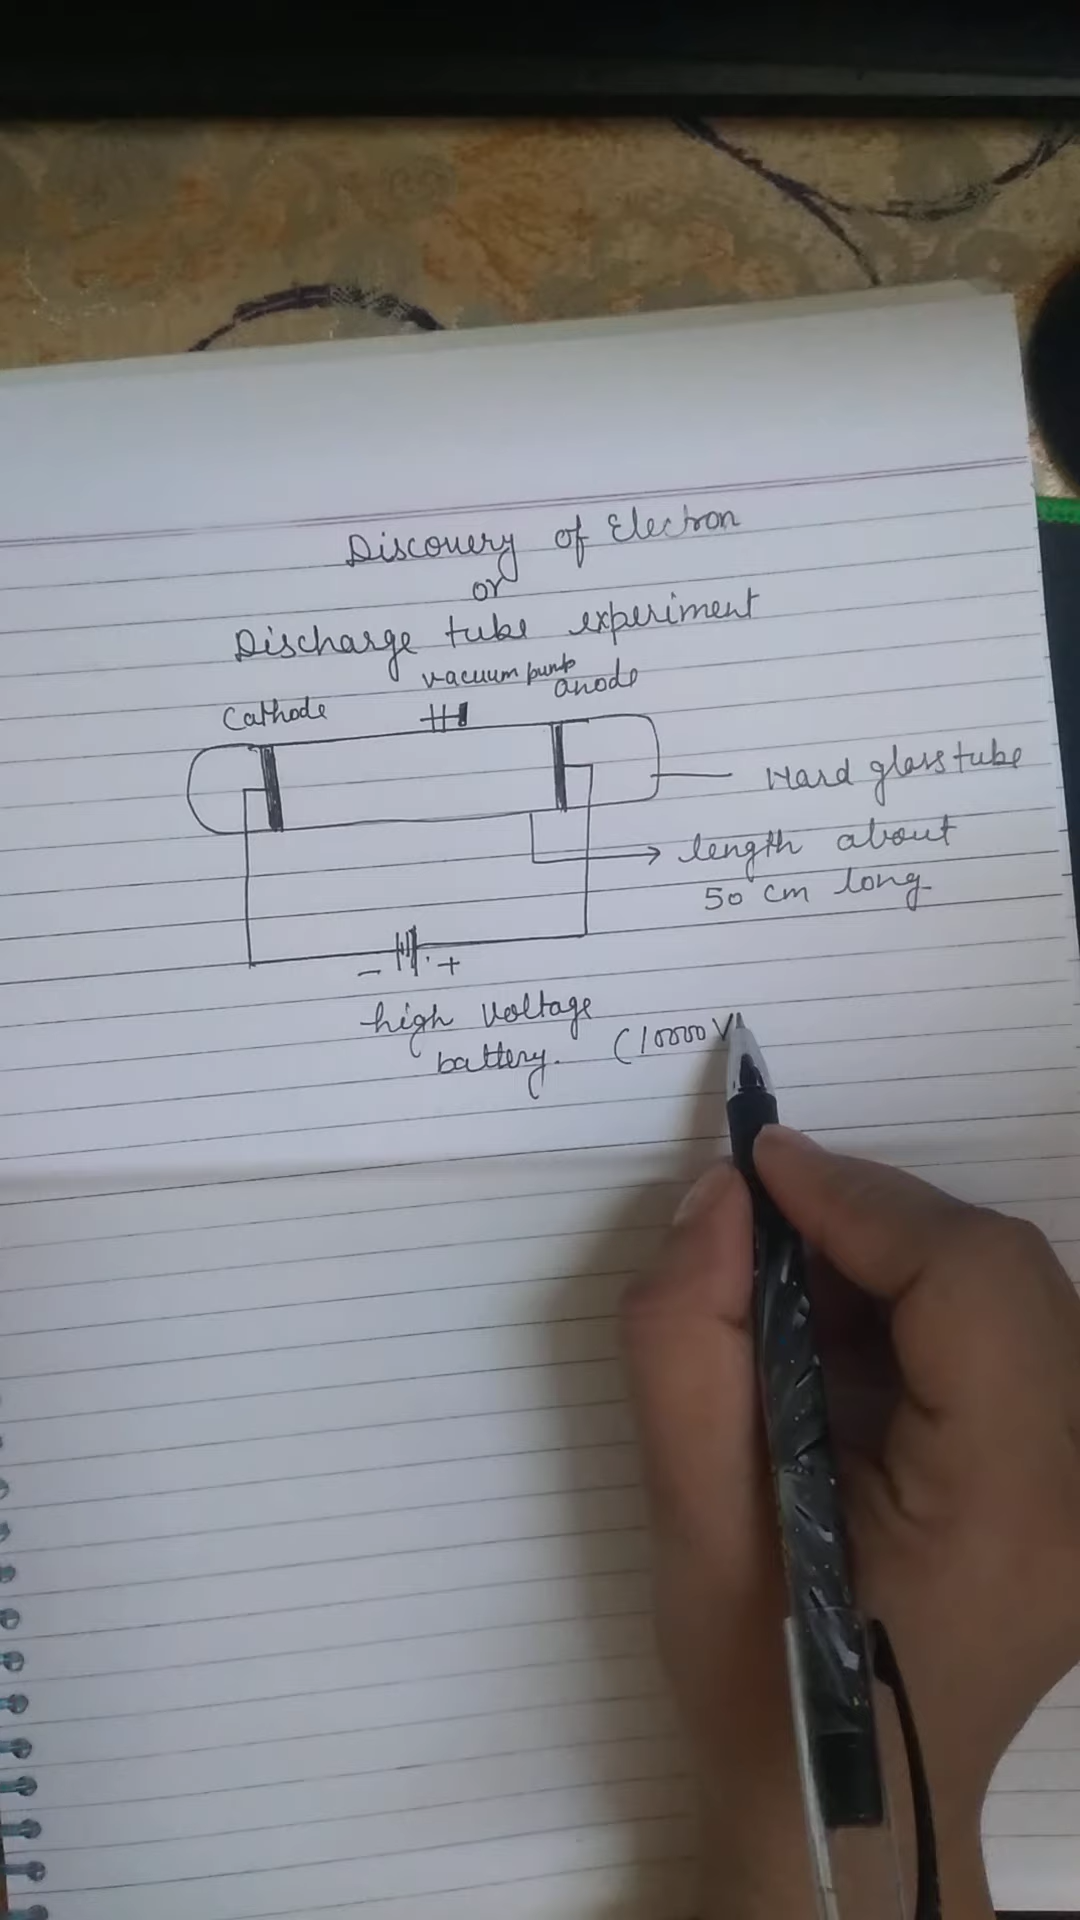 Discovery of Electron
or
Discharge tube experiment
vacuum pump
anode
Cathode
Hard glass tube
length about
50 cm long
- +
high voltage
battery. (10000 V